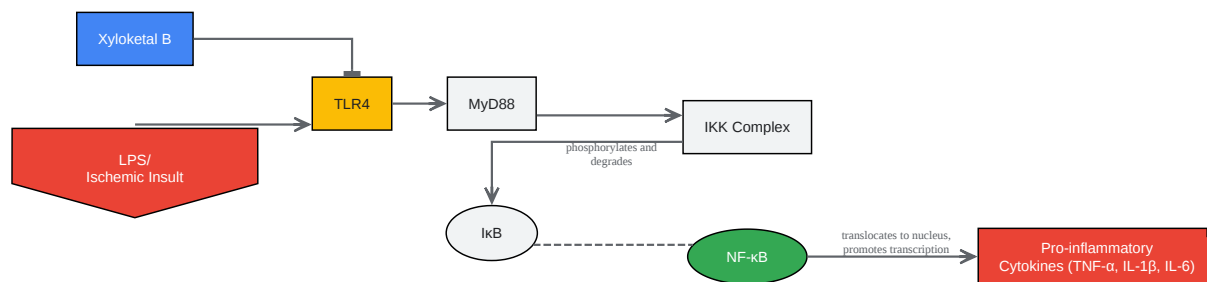 Xyloketal B
TLR4
MyD88
IKK Complex
LPS/
Ischemic Insult
phosphorylates and
degrades
IκB
translocates to nucleus,
promotes transcription
NF-κB
Pro-inflammatory
Cytokines (TNF-α, IL-1β, IL-6)